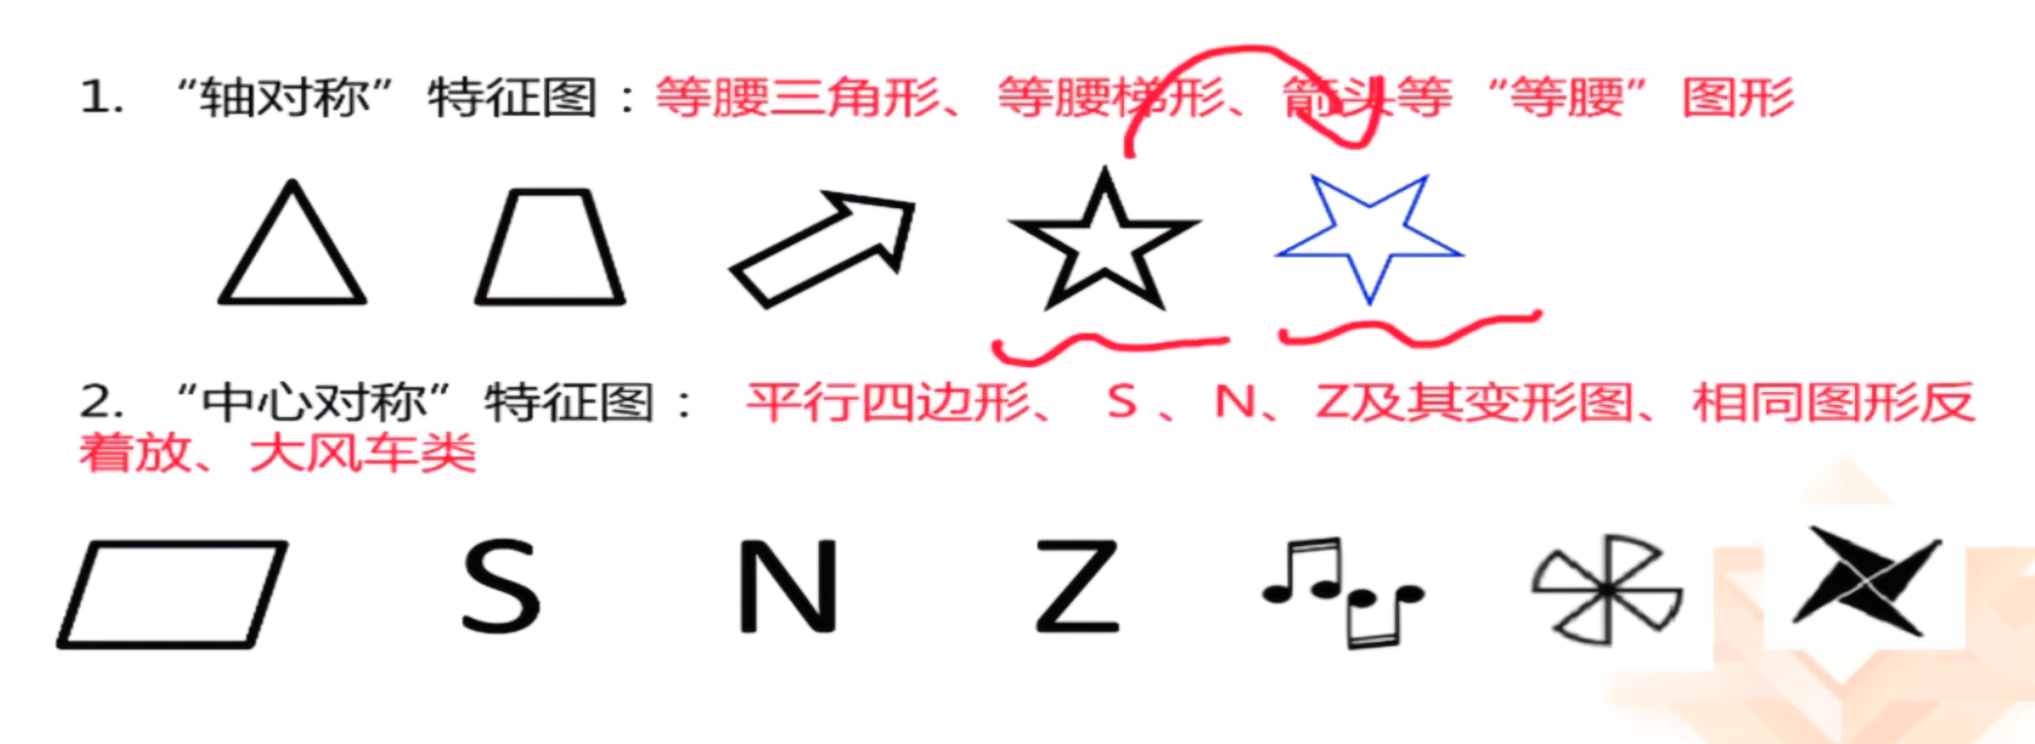 1. “轴对称”特征图：等腰三角形、等腰梯形、箭头等“等腰”图形
2. “中心对称”特征图： 平行四边形、 S 、N、Z及其变形图、相同图形反
着放、大风车类
S N Z